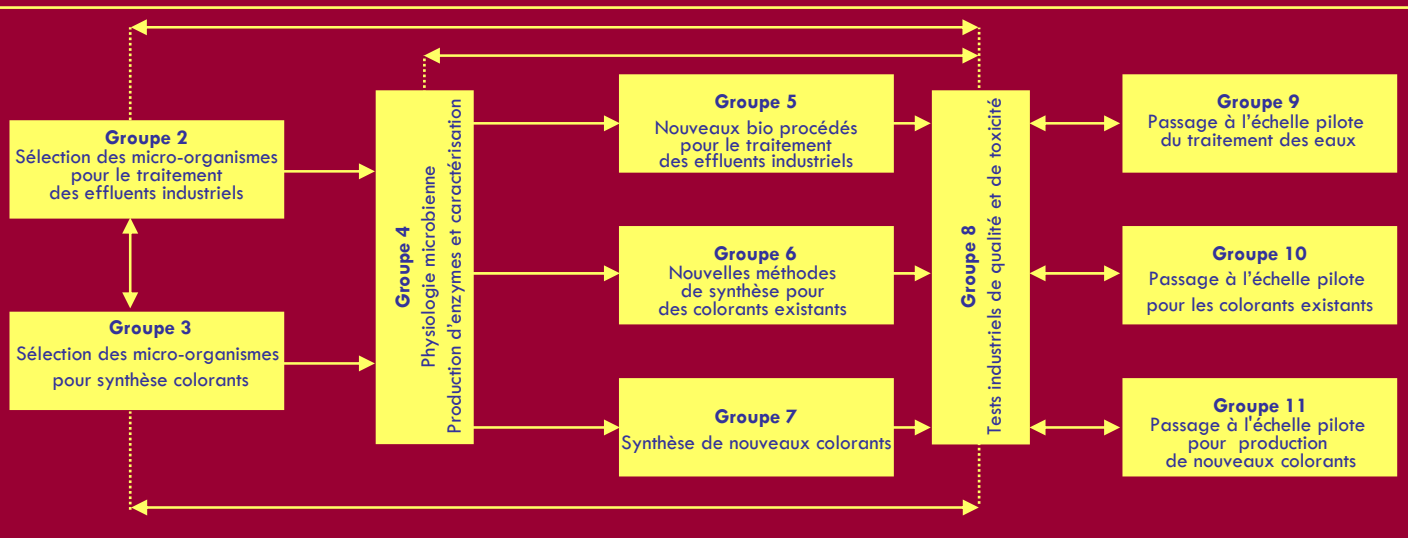 Groupe 2
Sélection des micro-organismes
pour le traitement
des effluents industriels
Groupe 3
Sélection des micro-organismes
pour synthèse colorants
Groupe 4
Physiologie microbienne
Production d'enzymes et caractérisation
Groupe 5
Nouveaux bio procédés
pour le traitement
des effluents industriels
Groupe 6
Nouvelles méthodes
de synthèse pour
des colorants existants
Groupe 7
Synthèse de nouveaux colorants
Groupe 8
Tests industriels de qualité et de toxicité
Groupe 9
Passage à l'échelle pilote
du traitement des eaux
Groupe 10
Passage à l'échelle pilote
pour les colorants existants
Groupe 11
Passage à l'échelle pilote
pour production
de nouveaux colorants